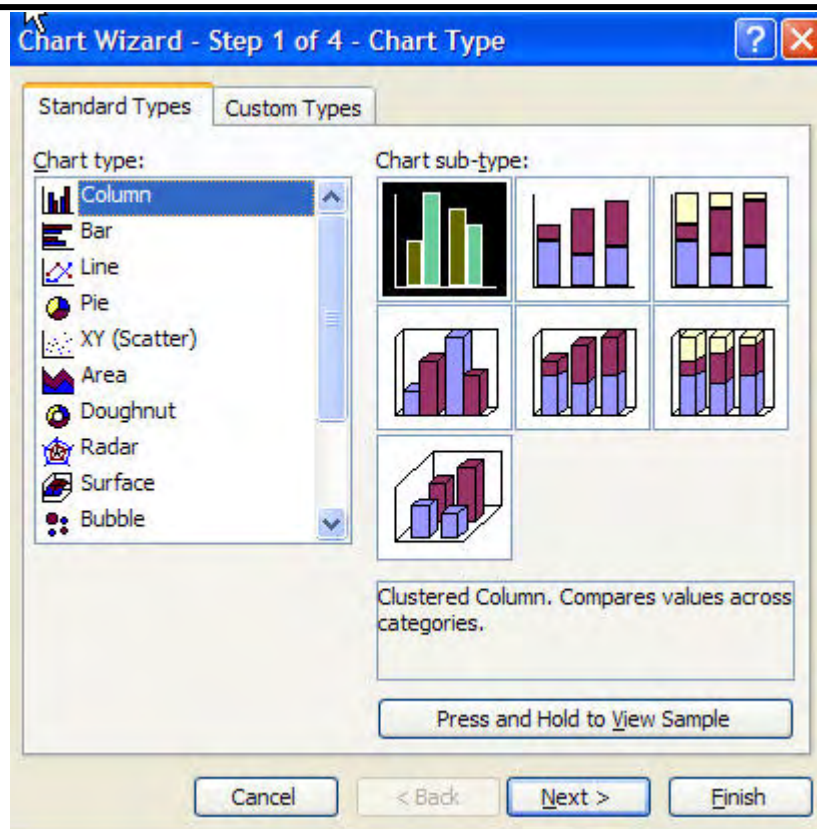 Chart Wizard - Step 1 of 4 - Chart Type
Standard Types
Custom Types
Chart type:
Column
Bar
Line
Pie
XY (Scatter)
Area
Doughnut
Radar
Surface
Bubble
Chart sub-type:
Clustered Column. Compares values across
categories.
Press and Hold to View Sample
Cancel
< Back
Next >
Finish